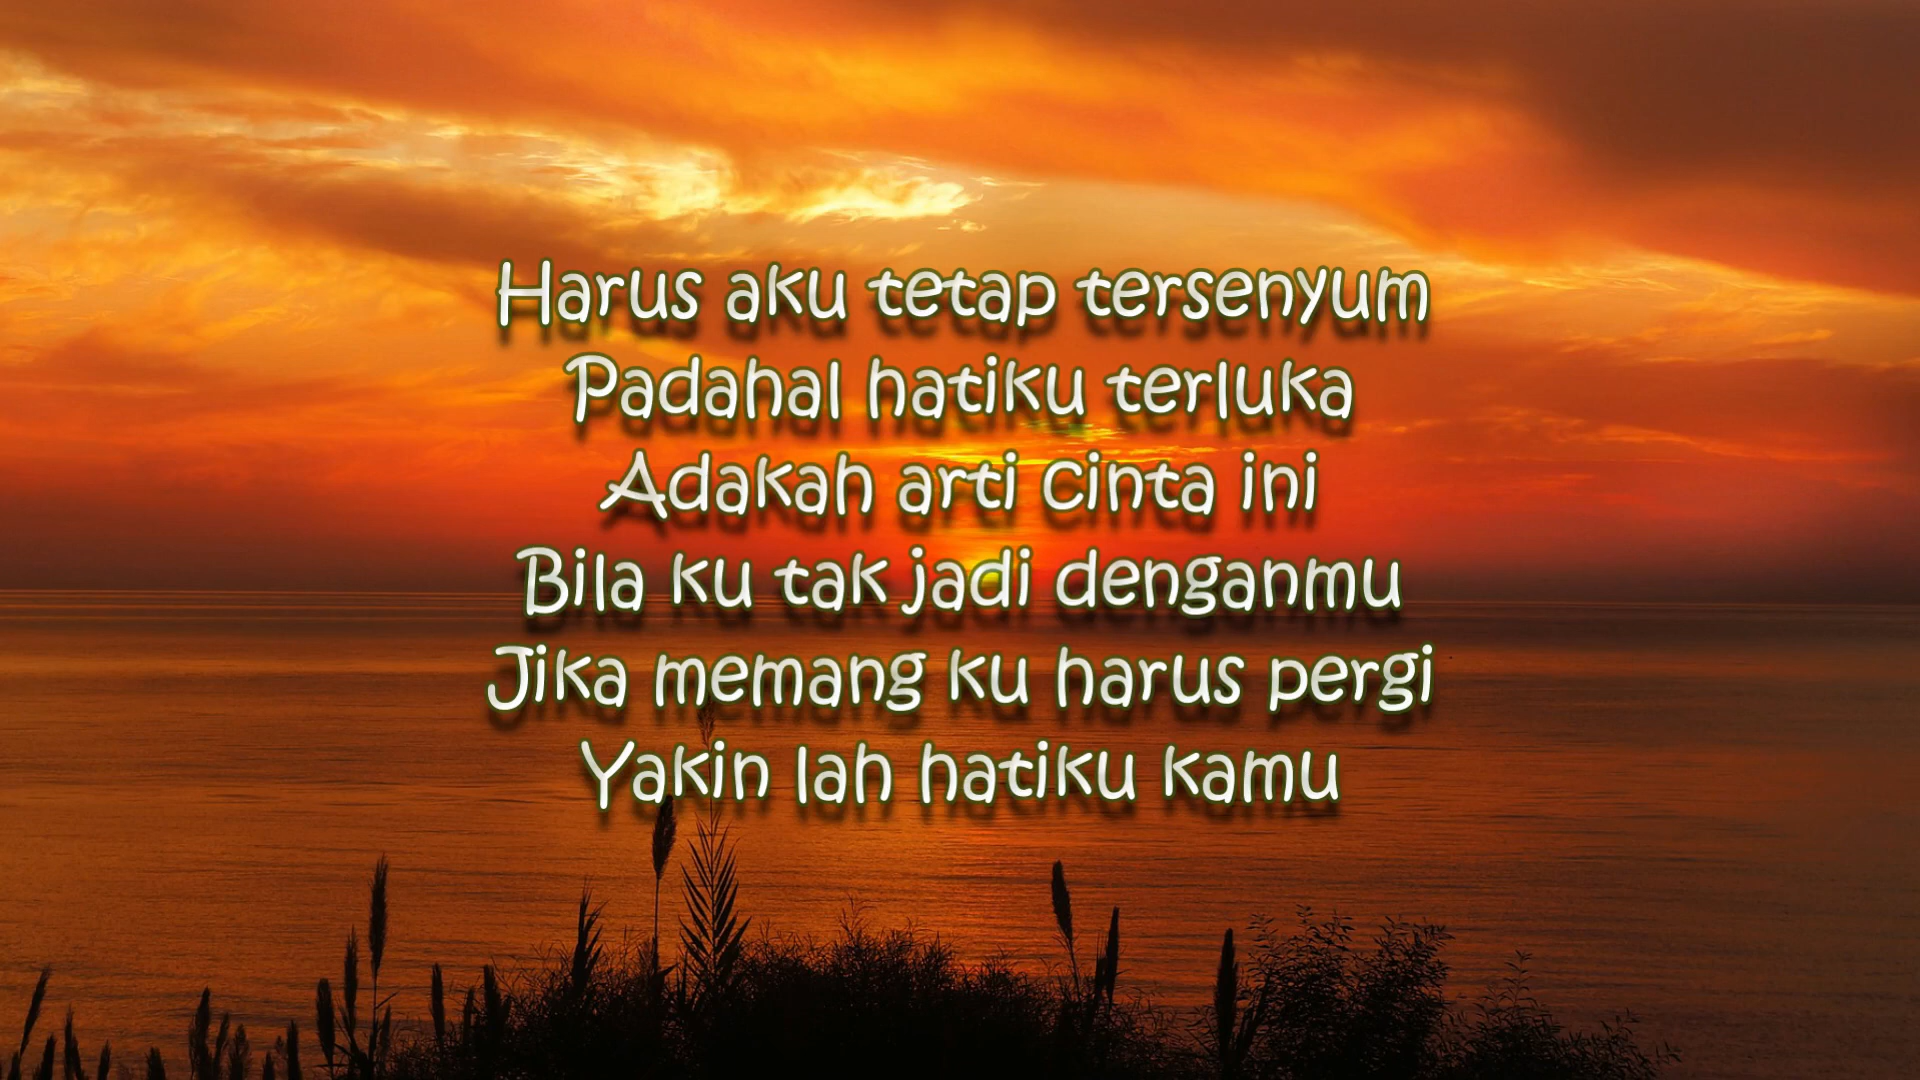 Harus aku tetap tersenyum
Padahal hatiku terluka
Adakah arti cinta ini
Bila ku tak jadi denganmu
Jika memang ku harus pergi
Yakin lah hatiku kamu